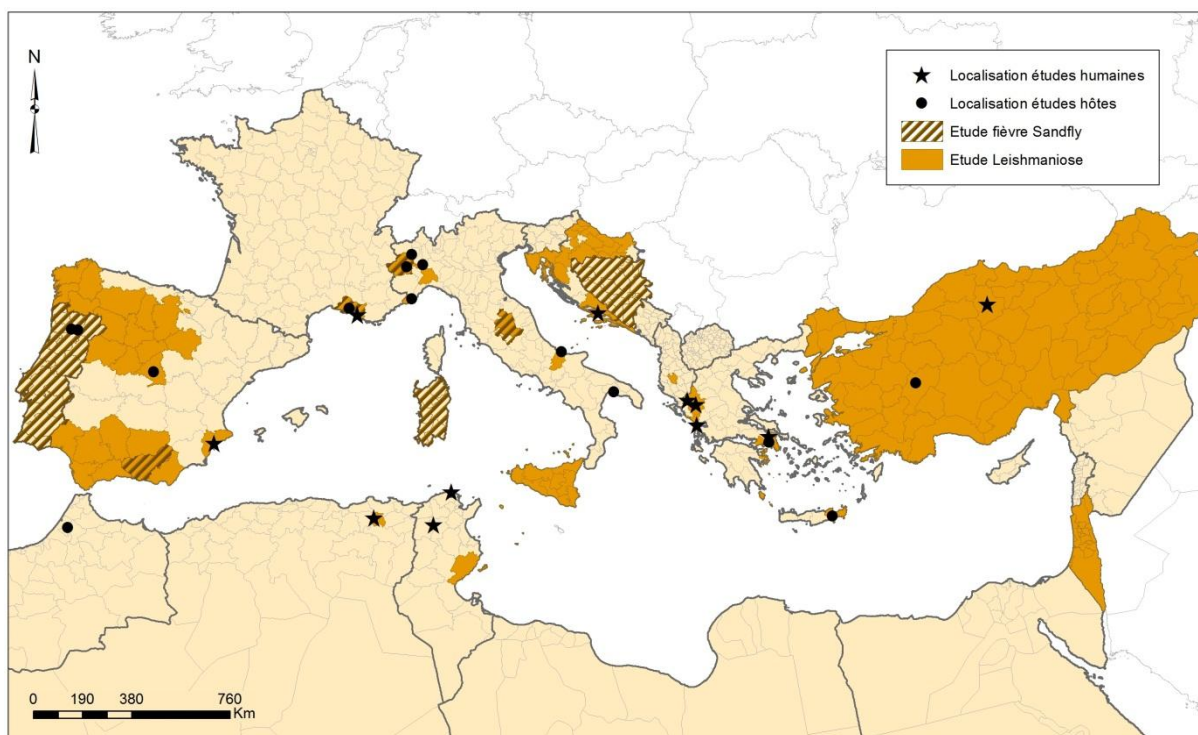 N
Localisation études humaines
Localisation études hôtes
Etude fièvre Sandfly
Etude Leishmaniose
0 190 380 760
Km